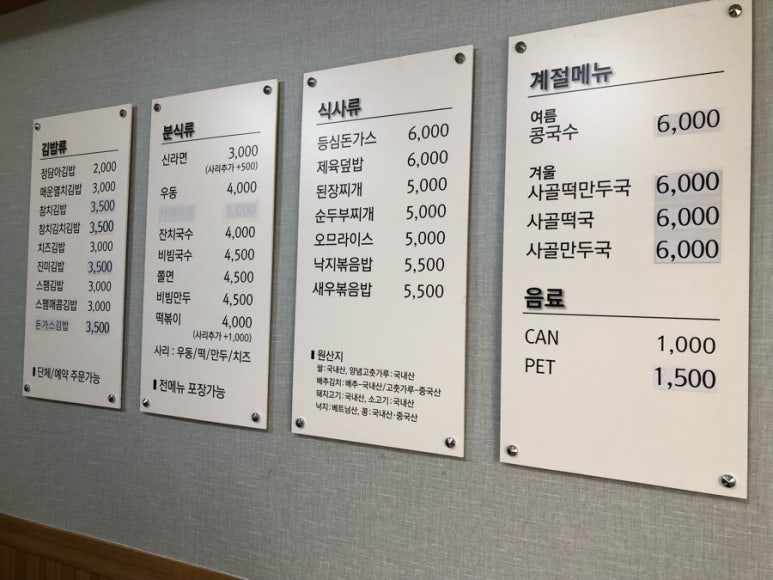 김밥류
정담아김밥 2,000
매운멸치김밥 3,000
참치김밥 3,500
참치김치김밥 3,500
치즈김밥 3,000
진미김밥 3,500
스팸김밥 3,000
스팸매콤김밥 3,000
돈가스김밥 3,500
단체/예약 주문가능
분식류
신라면 3,000
(사리추가 +500)
우동 4,000
5,000
잔치국수 4,000
비빔국수 4,500
쫄면 4,500
비빔만두 4,500
떡볶이 4,000
(사리추가 +1,000)
사리 : 우동/떡/만두/치즈
전메뉴 포장가능
식사류
등심돈가스 6,000
제육덮밥 6,000
된장찌개 5,000
순두부찌개 5,000
오므라이스 5,000
낙지볶음밥 5,500
새우볶음밥 5,500
원산지
쌀:국내산, 양념고춧가루:국내산
배추김치:배추-국내산/고춧가루-중국산
돼지고기:국내산, 소고기:국내산
낙지:베트남산, 콩:국내산·중국산
계절메뉴
여름
콩국수 6,000
겨울
사골떡만두국 6,000
사골떡국 6,000
사골만두국 6,000
음료
CAN 1,000
PET 1,500